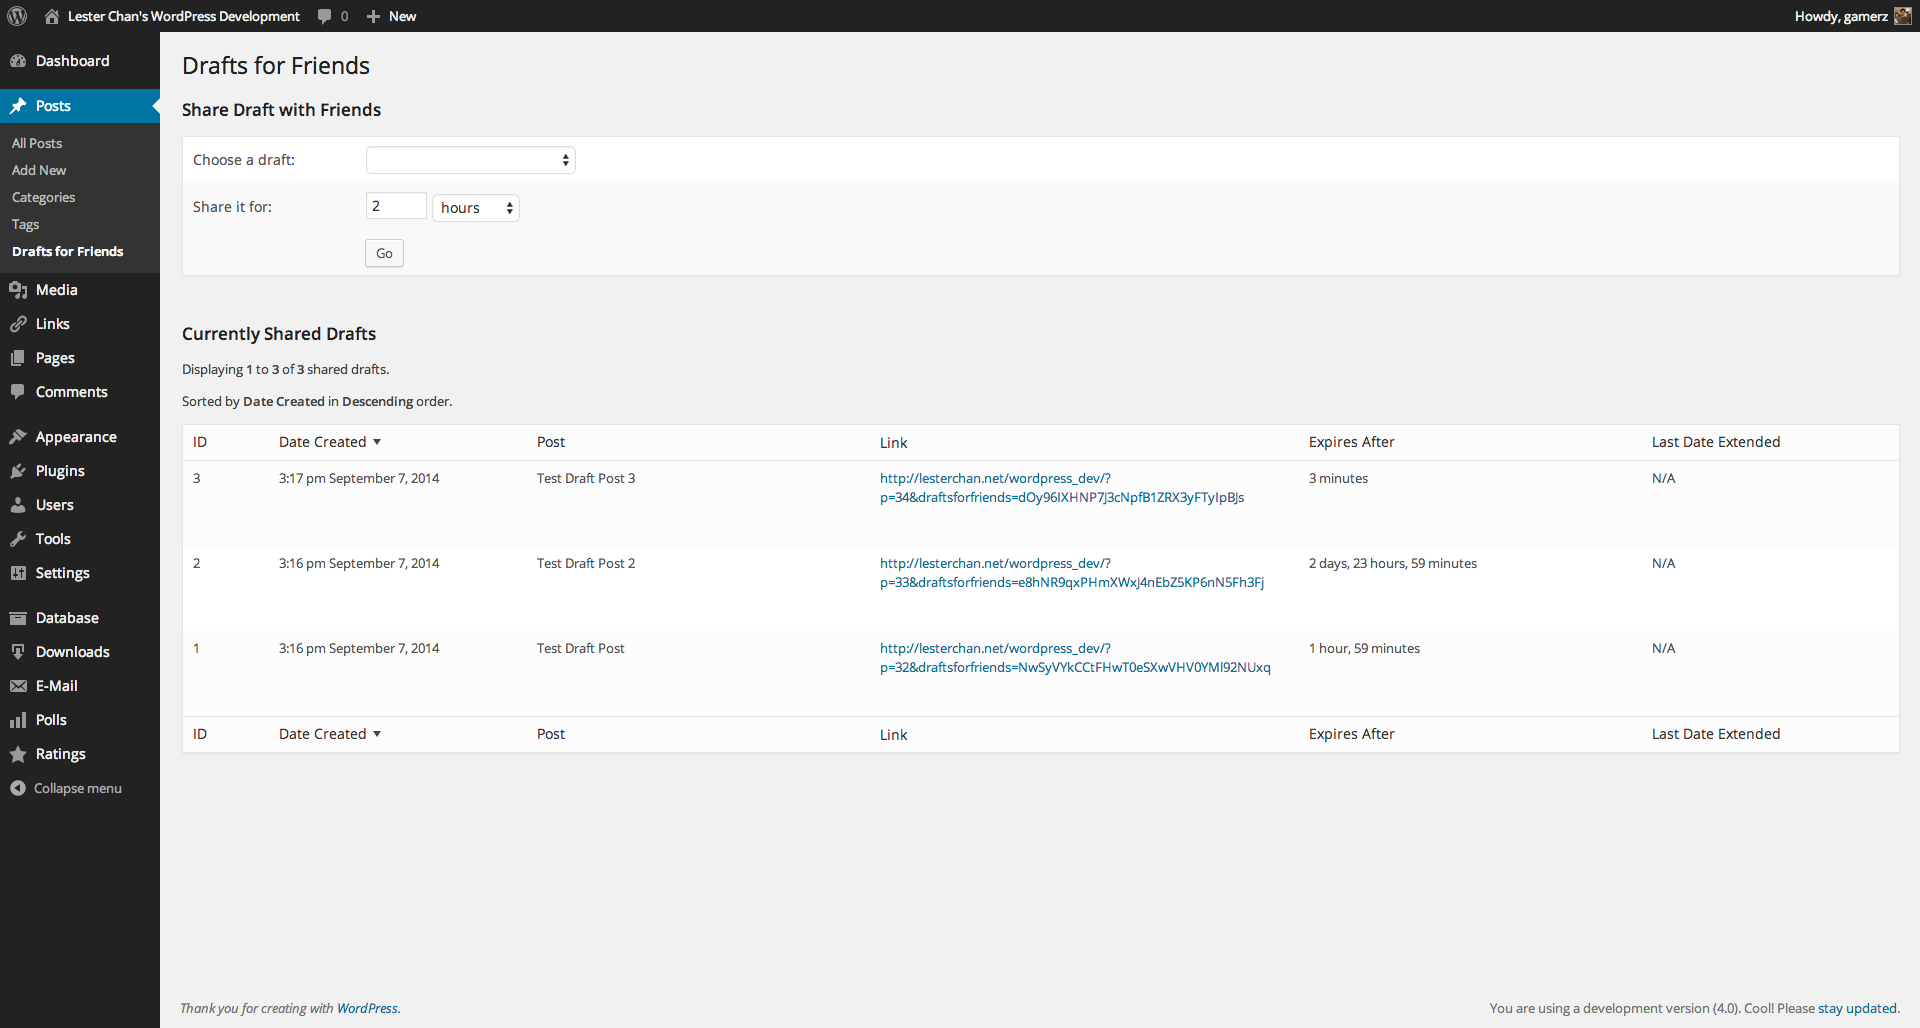 Lester Chan's WordPress Development 0 New Howdy, gamerz
Dashboard
Posts
All Posts
Add New
Categories
Tags
Drafts for Friends
Media
Links
Pages
Comments
Appearance
Plugins
Users
Tools
Settings
Database
Downloads
E-Mail
Polls
Ratings
Collapse menu
Drafts for Friends
Share Draft with Friends
Choose a draft:
Share it for: 2 hours
Go
Currently Shared Drafts
Displaying 1 to 3 of 3 shared drafts.
Sorted by Date Created in Descending order.
ID Date Created Post Link Expires After Last Date Extended
3 3:17 pm September 7, 2014 Test Draft Post 3 http://lesterchan.net/wordpress_dev/? 3 minutes N/A
p=34&draftsforfriends=dOy96IXHNP7J3cNpfB1ZRX3yFTyIpBJs
2 3:16 pm September 7, 2014 Test Draft Post 2 http://lesterchan.net/wordpress_dev/? 2 days, 23 hours, 59 minutes N/A
p=33&draftsforfriends=e8hNR9qxPHmXWxJ4nEbZ5KP6nN5Fh3Fj
1 3:16 pm September 7, 2014 Test Draft Post http://lesterchan.net/wordpress_dev/? 1 hour, 59 minutes N/A
p=32&draftsforfriends=NwSyVYkCCtFHwT0eSXwVHV0YMl92NUxq
ID Date Created Post Link Expires After Last Date Extended
Thank you for creating with WordPress. You are using a development version (4.0). Cool! Please stay updated.